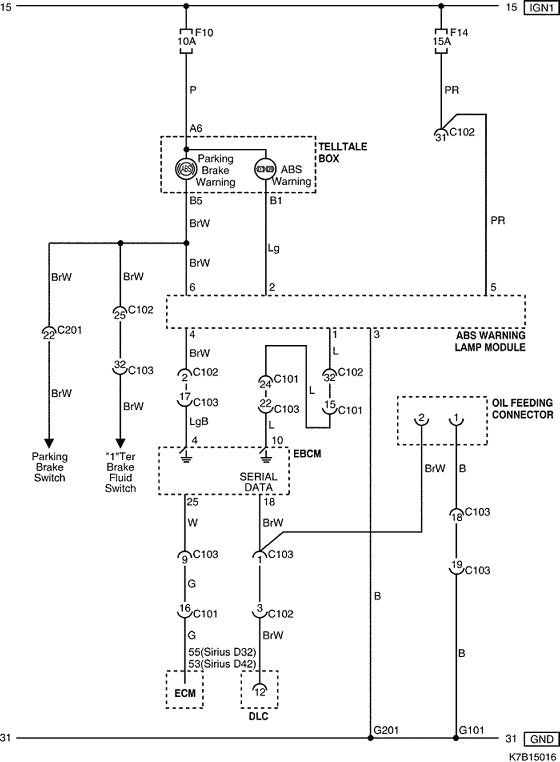 15
15 IGN1
F10
10A
F14
15A
P
PR
A6
31 C102
TELLTALE
BOX
ABS
Parking
Brake
Warning
ABS
Warning
B5
B1
BrW
Lg
PR
BrW
BrW
BrW
6
2
5
22 C201
25 C102
4
1
3
ABS WARNING
LAMP MODULE
BrW
L
32 C103
2 C102
24 C101
32 C102
BrW
BrW
17 C103
L
22 C103
15 C101
LgB
L
OIL FEEDING
CONNECTOR
2
1
Parking
Brake
Switch
"1"Ter
Brake
Fluid
Switch
4
10
EBCM
SERIAL
DATA
BrW
B
25
18
W
BrW
18 C103
9 C103
1 C103
19 C103
G
B
16 C101
3 C102
G
BrW
B
55(Sirius D32)
53(Sirius D42)
ECM
12
DLC
31
G201
G101
31 GND
K7B15016